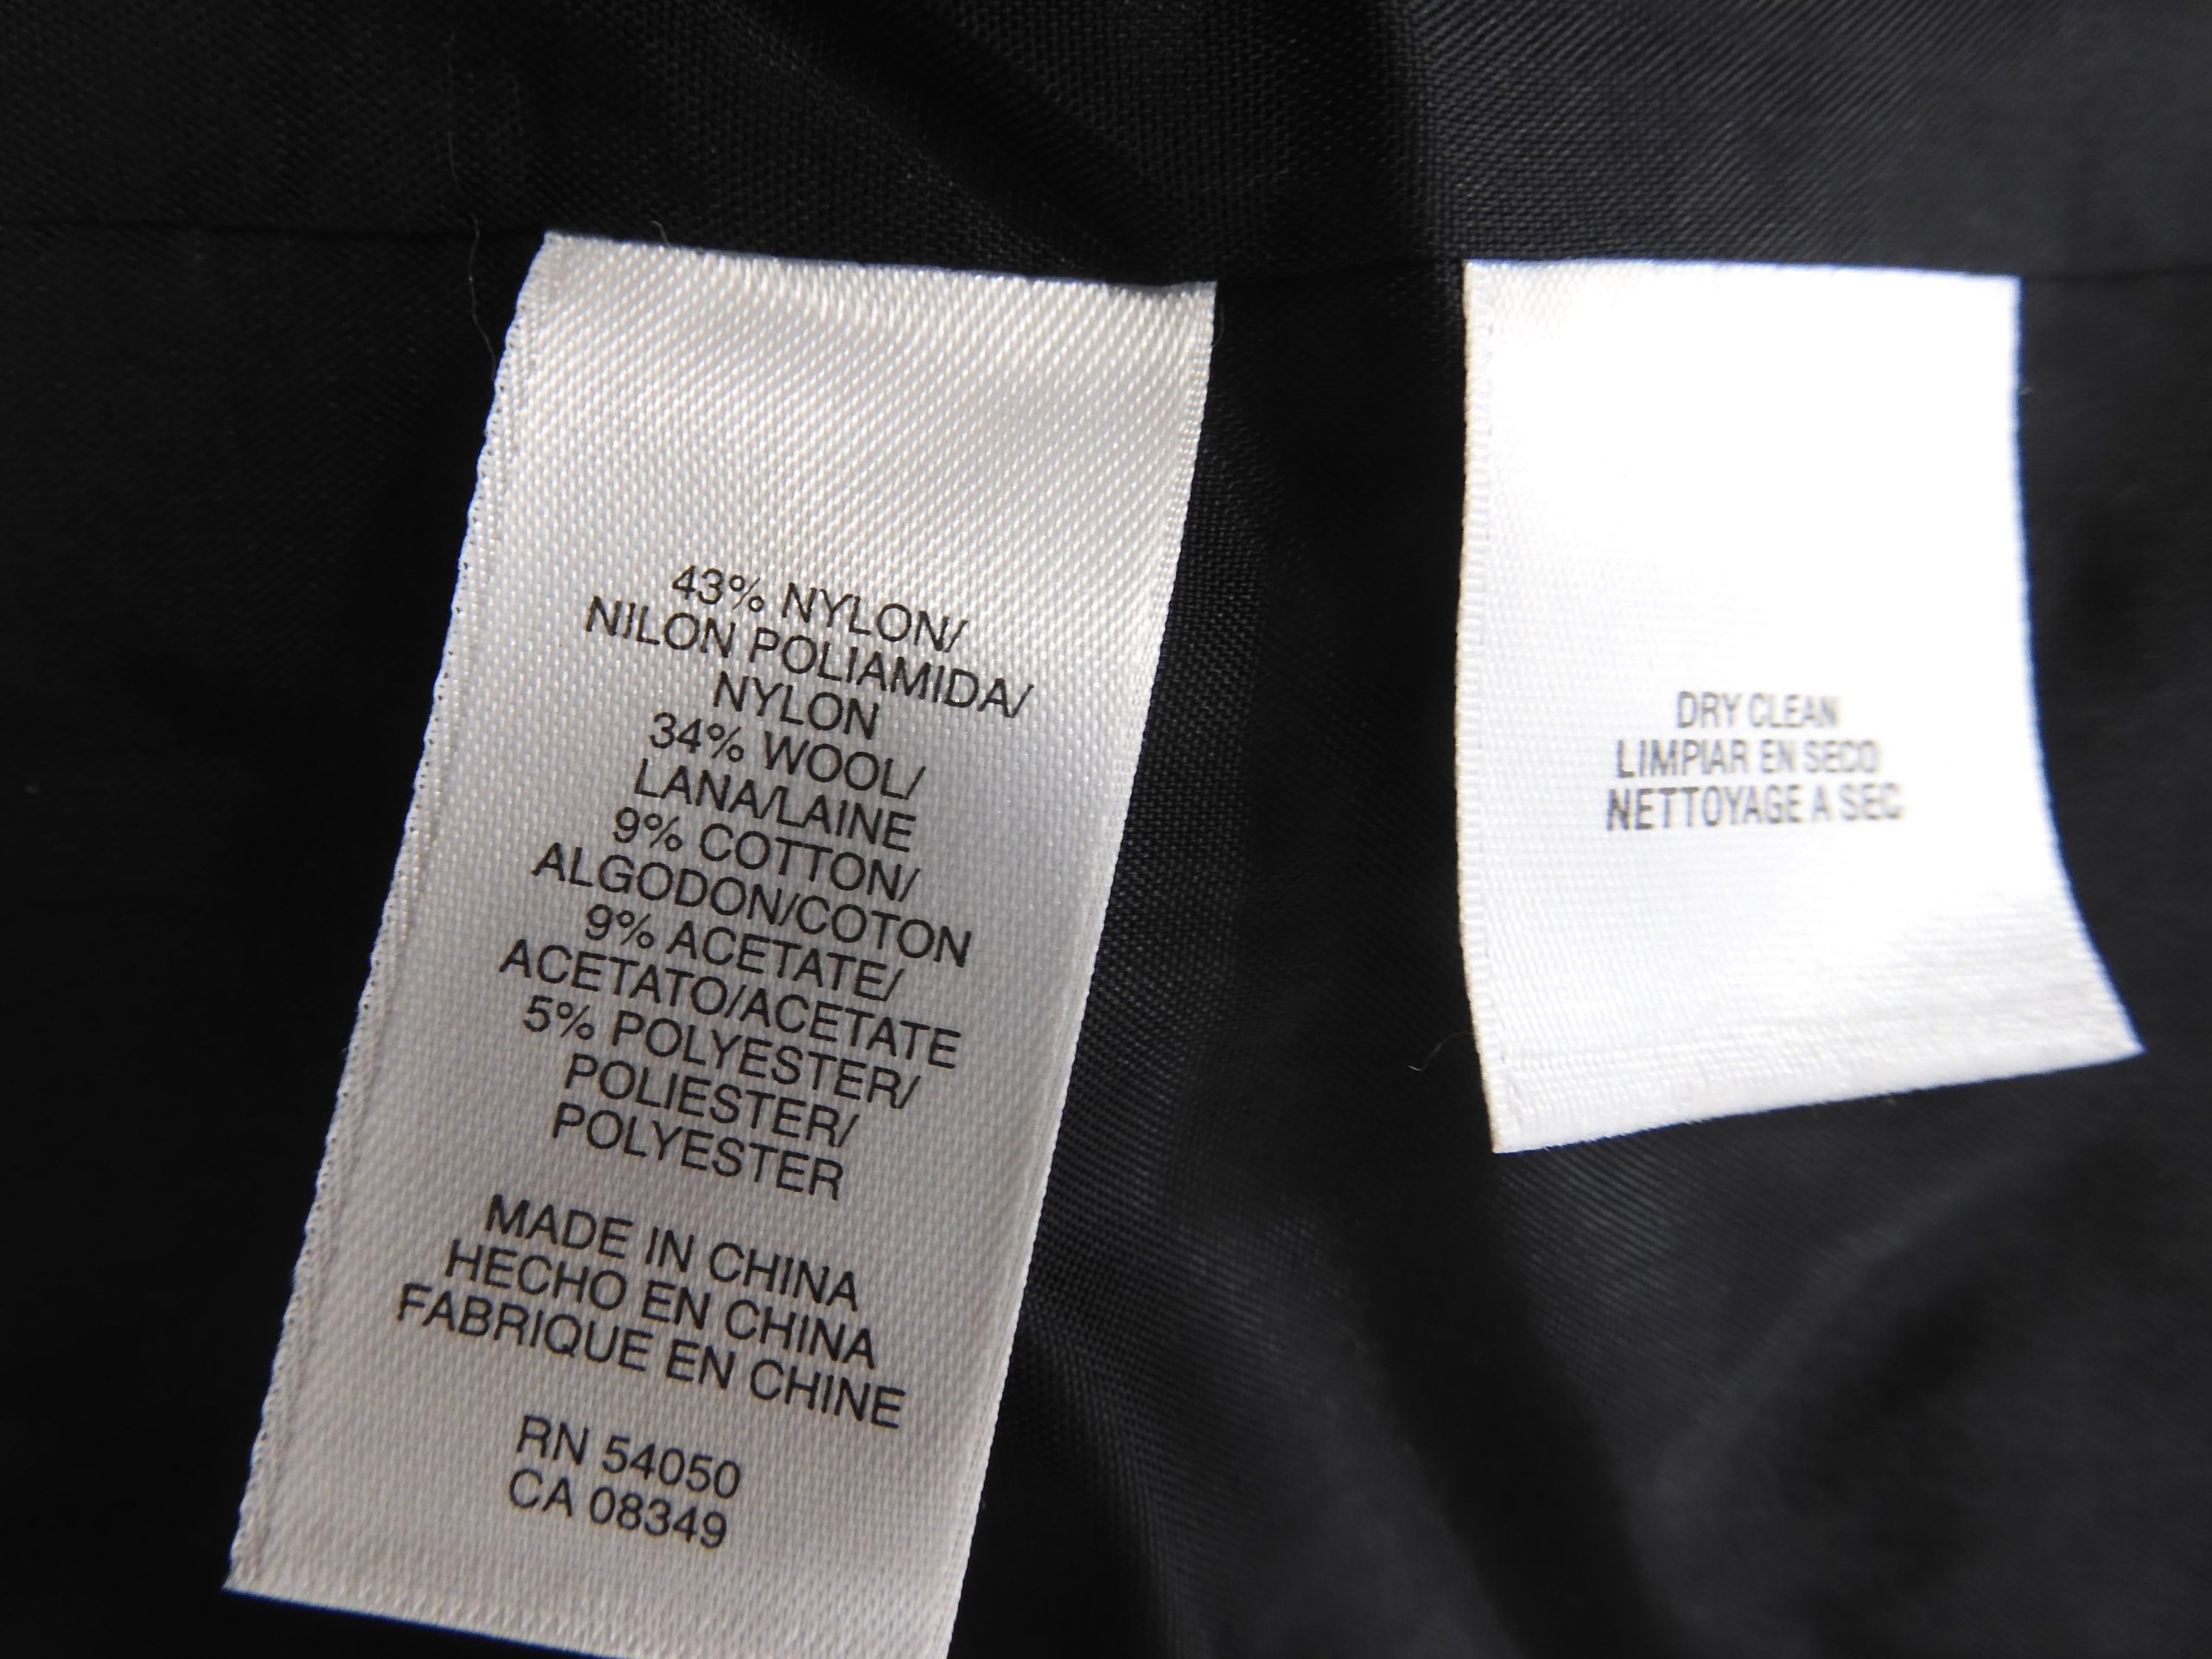 43% NYLON/
NILON POLIAMIDA/
NYLON
34% WOOL/
LANA/LAINE
9% COTTON/
ALGODON/COTON
9% ACETATE/
ACETATO/ACETATE
5% POLYESTER/
POLIESTER/
POLYESTER
MADE IN CHINA
HECHO EN CHINA
FABRIQUE EN CHINE
RN 54050
CA 08349
DRY CLEAN
LIMPIAR EN SECO
NETTOYAGE A SEC